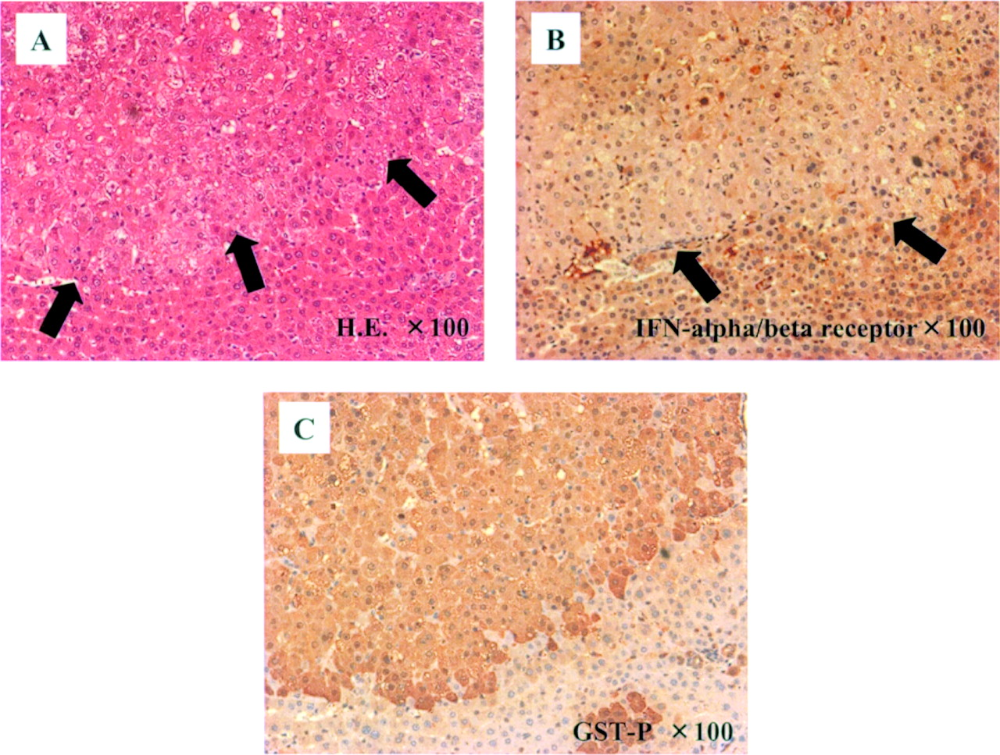 A
B
H.E. ×100
IFN-alpha/beta receptor ×100
C
GST-P ×100